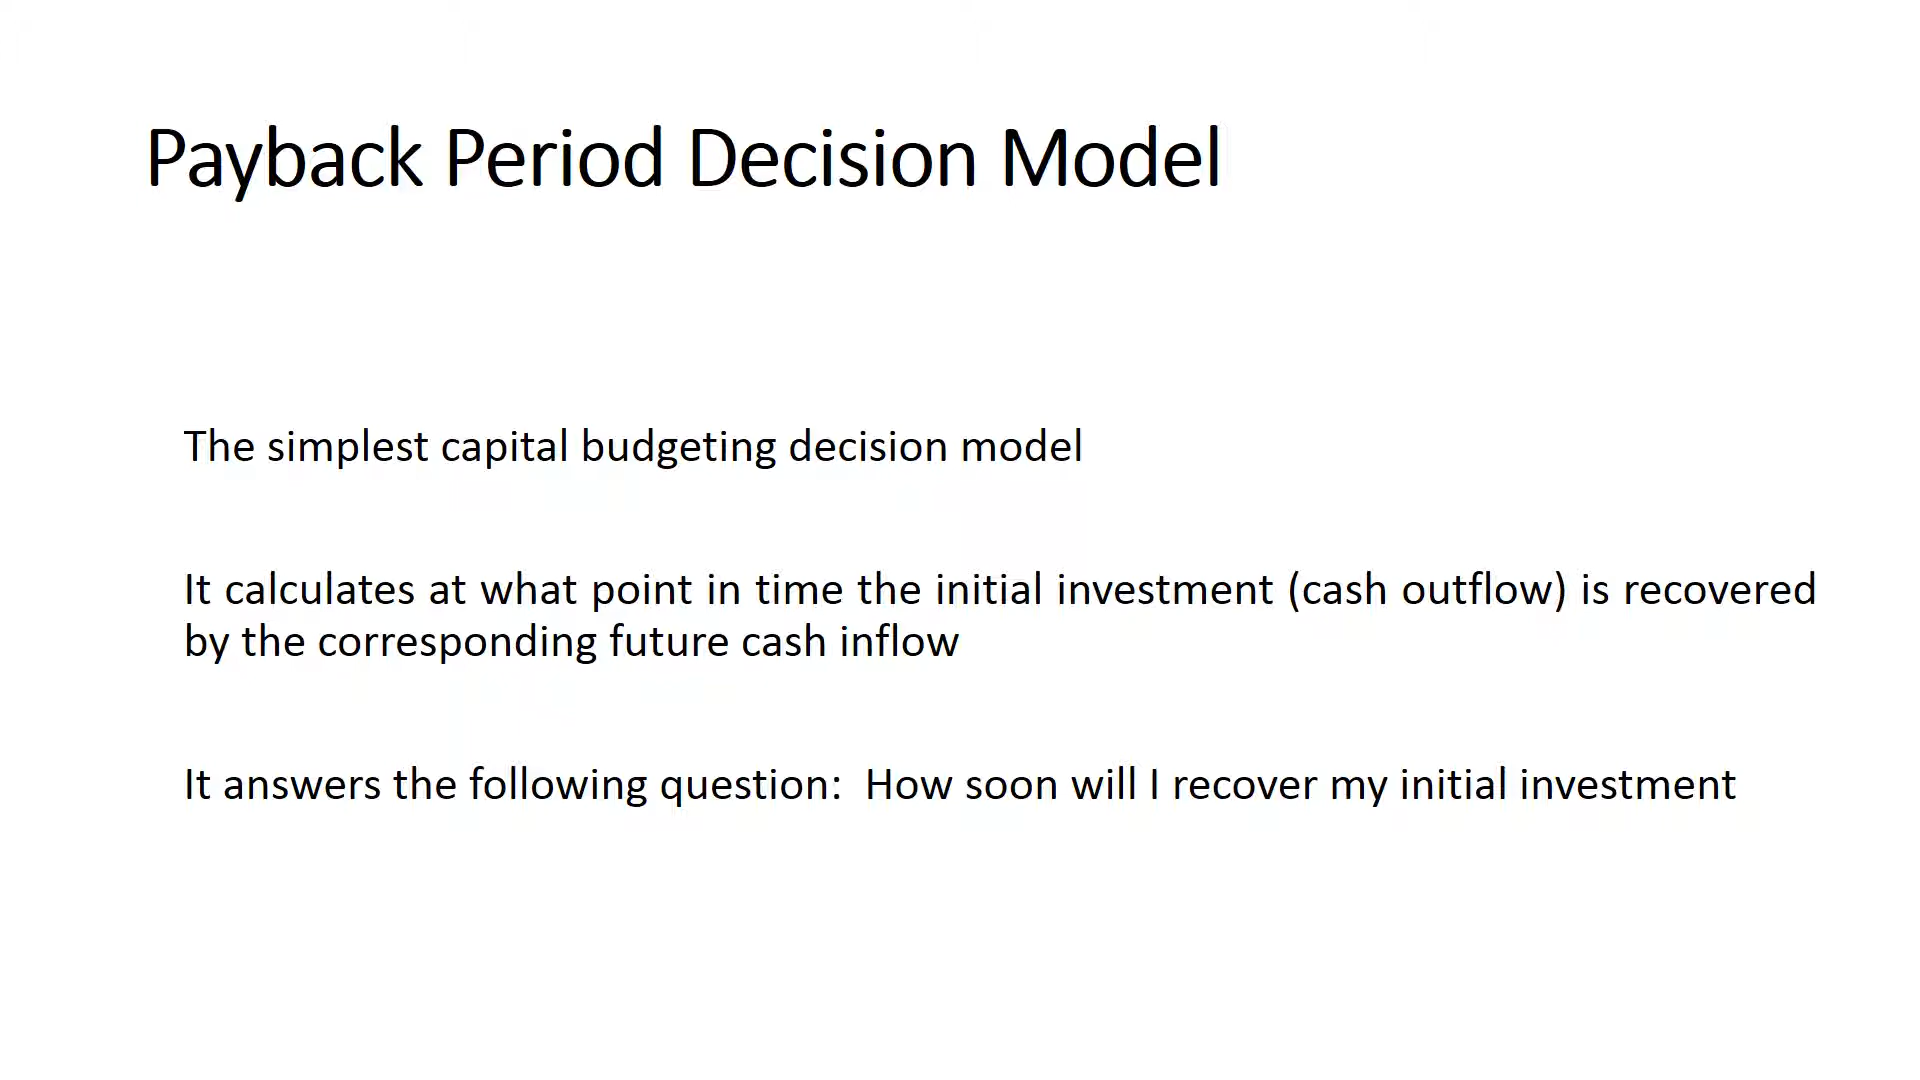 Payback Period Decision Model
The simplest capital budgeting decision model
It calculates at what point in time the initial investment (cash outflow) is recovered
by the corresponding future cash inflow
It answers the following question:  How soon will I recover my initial investment